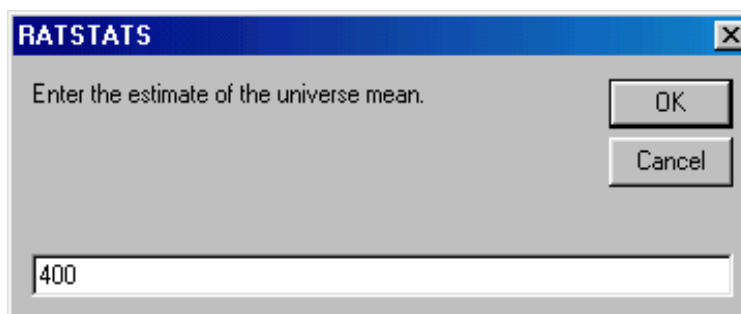 RATSTATS
Enter the estimate of the universe mean.
OK
Cancel
400